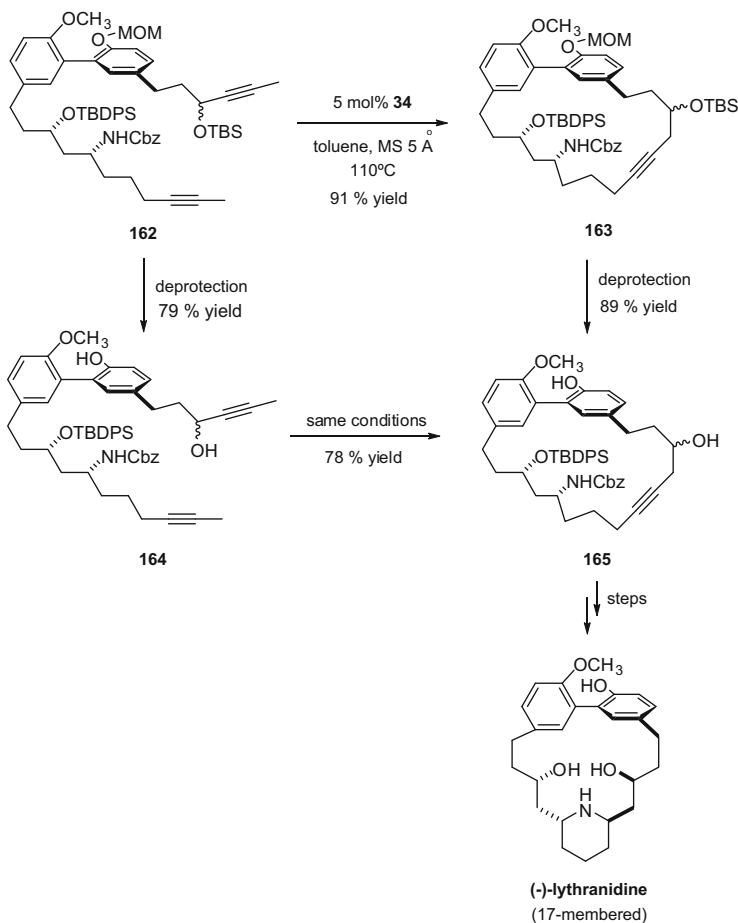 OCH3
O MOM
OTBDPS
NHCbz
OTBS
162
5 mol% 34
toluene, MS 5 Å
110ºC
91 % yield
OCH3
O MOM
OTBS
OTBDPS
NHCbz
163
deprotection
79 % yield
deprotection
89 % yield
OCH3
HO
OTBDPS
NHCbz
OH
164
same conditions
78 % yield
OCH3
HO
OH
OTBDPS
NHCbz
165
steps
OCH3
HO
OH
HO
H
N
(-)-lythranidine
(17-membered)